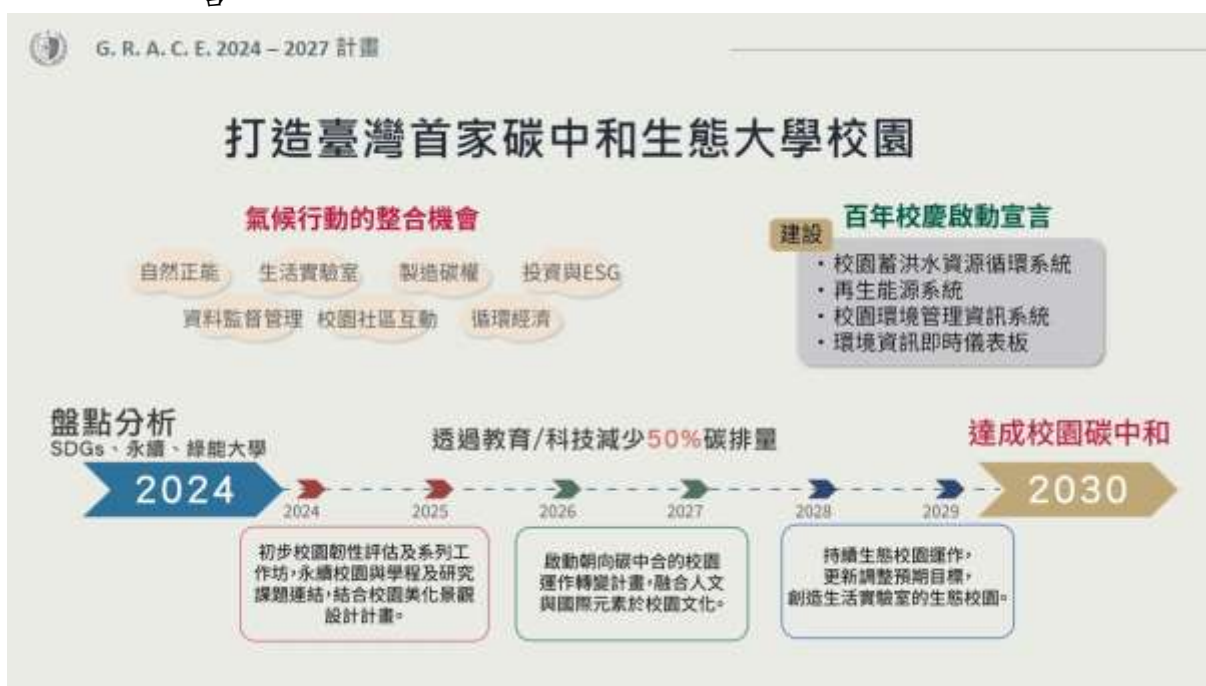 G. R. A. C. E. 2024 – 2027 計畫
打造臺灣首家碳中和生態大學校園
氣候行動的整合機會
自然正能 生活實驗室 製造碳權 投資與ESG
資料監督管理 校園社區互動 循環經濟
百年校慶啟動宣言
建設
・校園蓄洪水資源循環系統
・再生能源系統
・校園環境管理資訊系統
・環境資訊即時儀表板
盤點分析
SDGs、永續、綠能大學
透過教育/科技減少50%碳排量
達成校園碳中和
2024
2030
2024 2025 2026 2027 2028 2029
初步校園韌性評估及系列工
作坊,永續校園與學程及研究
課題連結,結合校園美化景觀
設計計畫。
啟動朝向碳中合的校園
運作轉變計畫,融合人文
與國際元素於校園文化。
持續生態校園運作,
更新調整預期目標,
創造生活實驗室的生態校園。